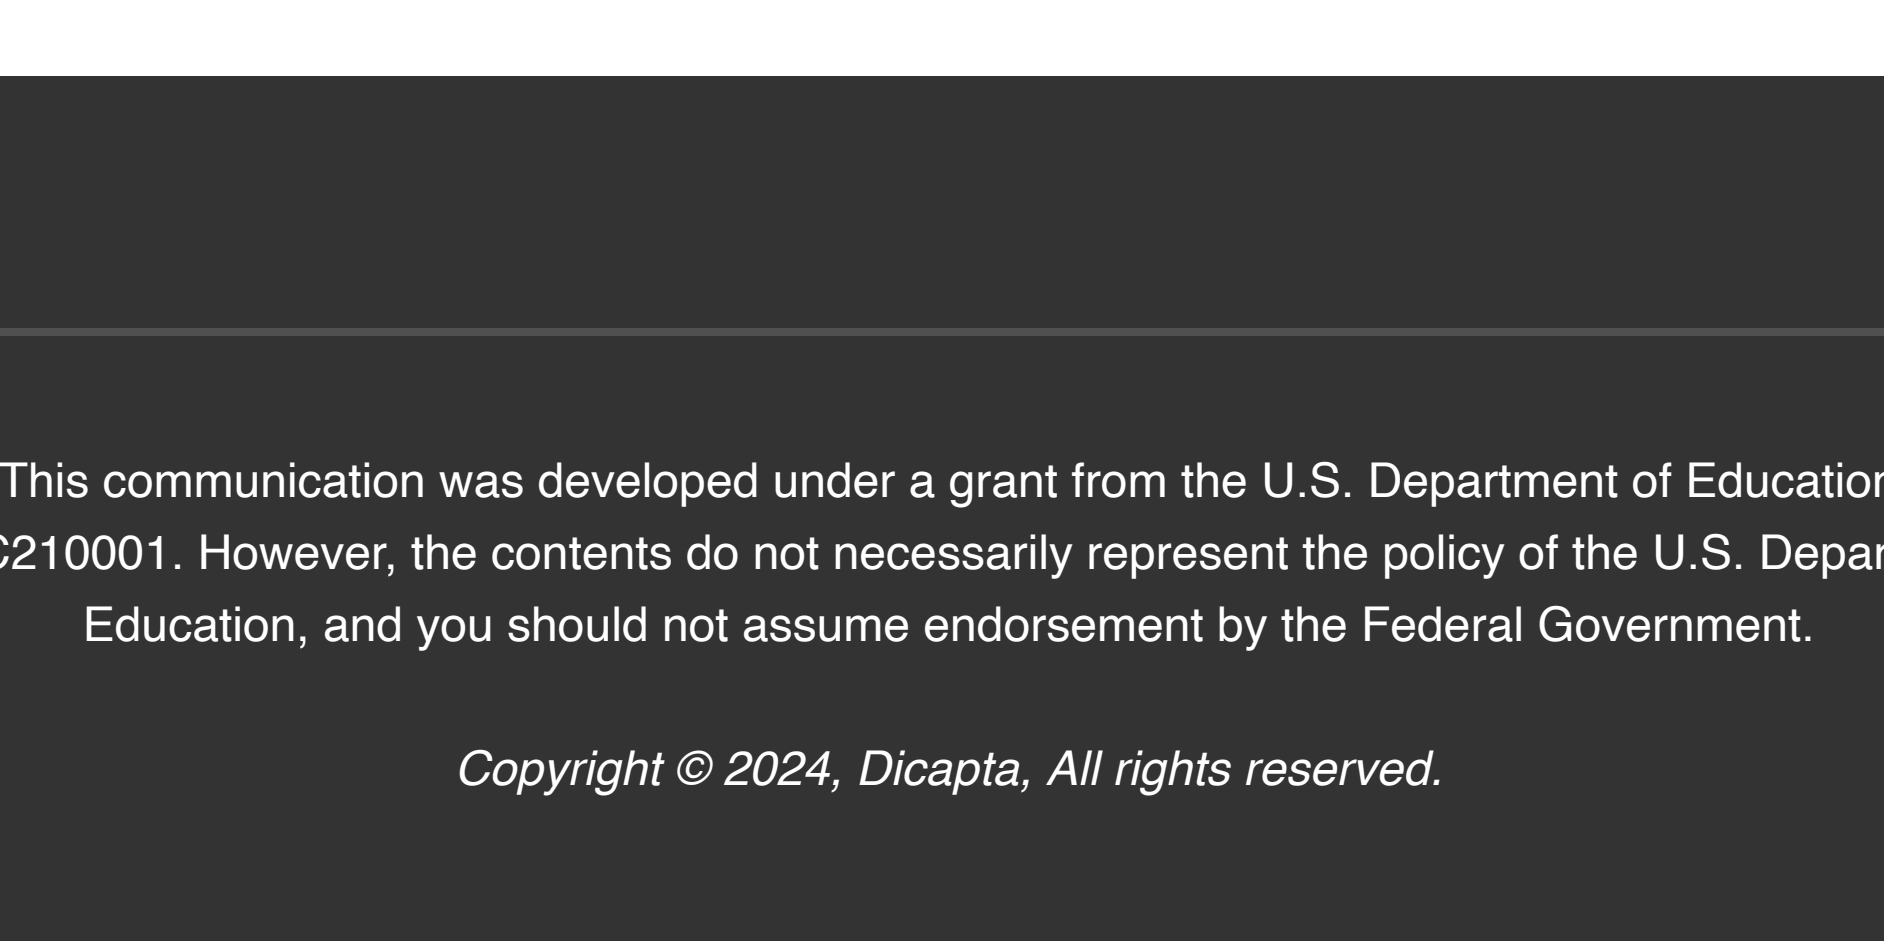 This communication was developed under a grant from the U.S. Department of Education
C210001. However, the contents do not necessarily represent the policy of the U.S. Depar
Education, and you should not assume endorsement by the Federal Government.
Copyright © 2024, Dicapta, All rights reserved.